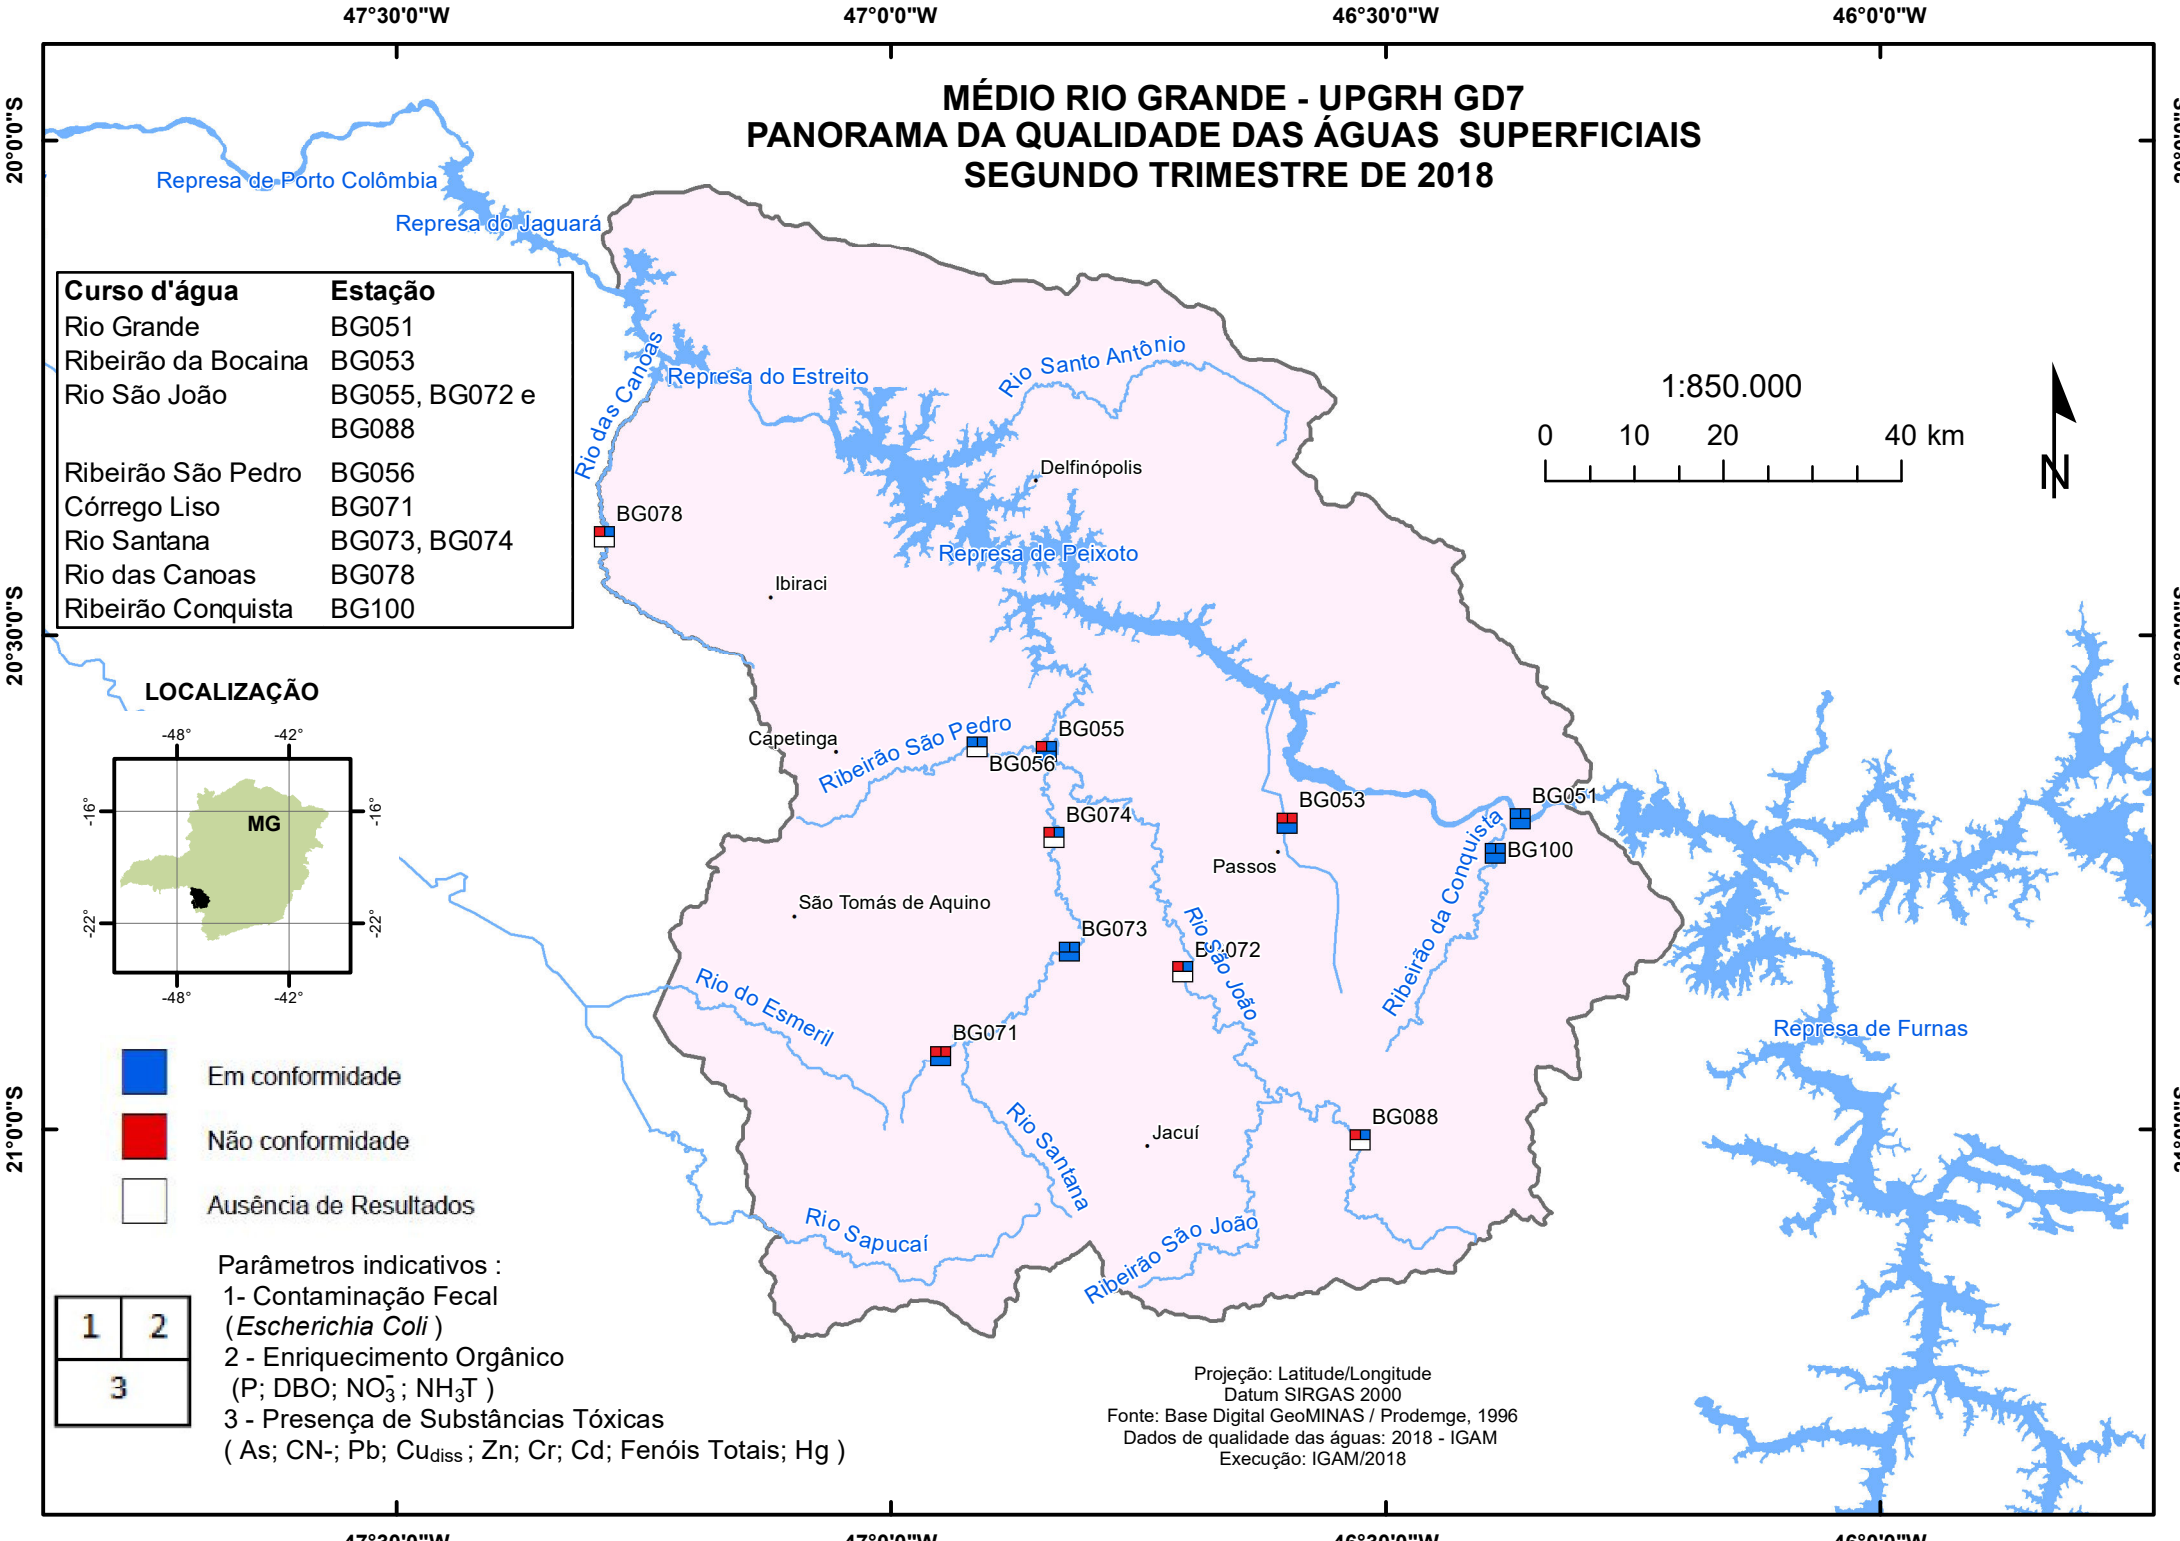 47°30'0"W 47°0'0"W 46°30'0"W 46°0'0"W
MÉDIO RIO GRANDE - UPGRH GD7
PANORAMA DA QUALIDADE DAS ÁGUAS SUPERFICIAIS
SEGUNDO TRIMESTRE DE 2018
20°0'0"S
Represa de Porto Colômbia
Represa do Jaguará
Curso d'água Estação
Rio Grande BG051
Ribeirão da Bocaina BG053
Rio São João BG055, BG072 e
BG088
Ribeirão São Pedro BG056
Córrego Liso BG071
Rio Santana BG073, BG074
Rio das Canoas BG078
Ribeirão Conquista BG100
Rio das Canoas
Represa do Estreito
Rio Santo Antônio
1:850.000
0 10 20 40 km
N
Delfinópolis
BG078
Represa de Peixoto
Ibiraci
20°30'0"S
LOCALIZAÇÃO
-48° -42°
-16° MG -16°
-22° -22°
-48° -42°
Capetinga
Ribeirão São Pedro
BG055
BG056
BG074
BG053
BG051
BG100
Passos
Ribeirão da Conquista
São Tomás de Aquino
BG073
BG072
Rio São João
Rio do Esmeril
BG071
Represa de Furnas
Rio Santana
Jacuí
BG088
21°0'0"S
Rio Sapucaí
Ribeirão São João
Em conformidade
Não conformidade
Ausência de Resultados
Parâmetros indicativos :
1- Contaminação Fecal
(Escherichia Coli )
2 - Enriquecimento Orgânico
(P; DBO; NO₃⁻; NH₃T )
3 - Presença de Substâncias Tóxicas
( As; CN-; Pb; Cudiss ; Zn; Cr; Cd; Fenóis Totais; Hg )
1 2
3
Projeção: Latitude/Longitude
Datum SIRGAS 2000
Fonte: Base Digital GeoMINAS / Prodemge, 1996
Dados de qualidade das águas: 2018 - IGAM
Execução: IGAM/2018